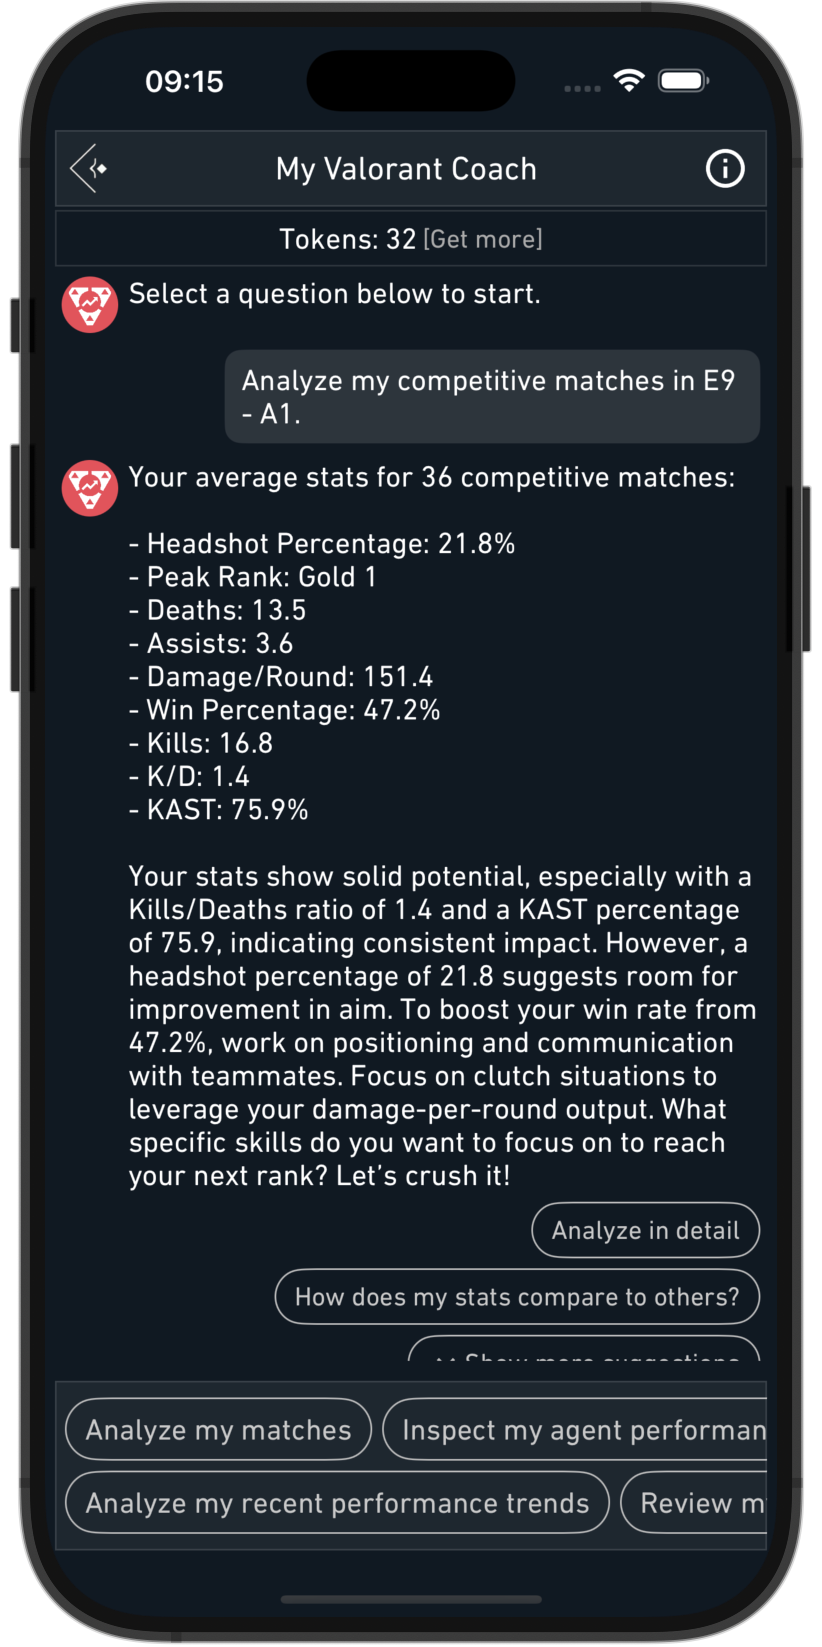 09:15
My Valorant Coach
Tokens: 32 [Get more]
Select a question below to start.
Analyze my competitive matches in E9
- A1.
Your average stats for 36 competitive matches:
- Headshot Percentage: 21.8%
- Peak Rank: Gold 1
- Deaths: 13.5
- Assists: 3.6
- Damage/Round: 151.4
- Win Percentage: 47.2%
- Kills: 16.8
- K/D: 1.4
- KAST: 75.9%
Your stats show solid potential, especially with a
Kills/Deaths ratio of 1.4 and a KAST percentage
of 75.9, indicating consistent impact. However, a
headshot percentage of 21.8 suggests room for
improvement in aim. To boost your win rate from
47.2%, work on positioning and communication
with teammates. Focus on clutch situations to
leverage your damage-per-round output. What
specific skills do you want to focus on to reach
your next rank? Let's crush it!
Analyze in detail
How does my stats compare to others?
Show more suggestions
Analyze my matches
Inspect my agent performan
Analyze my recent performance trends
Review m